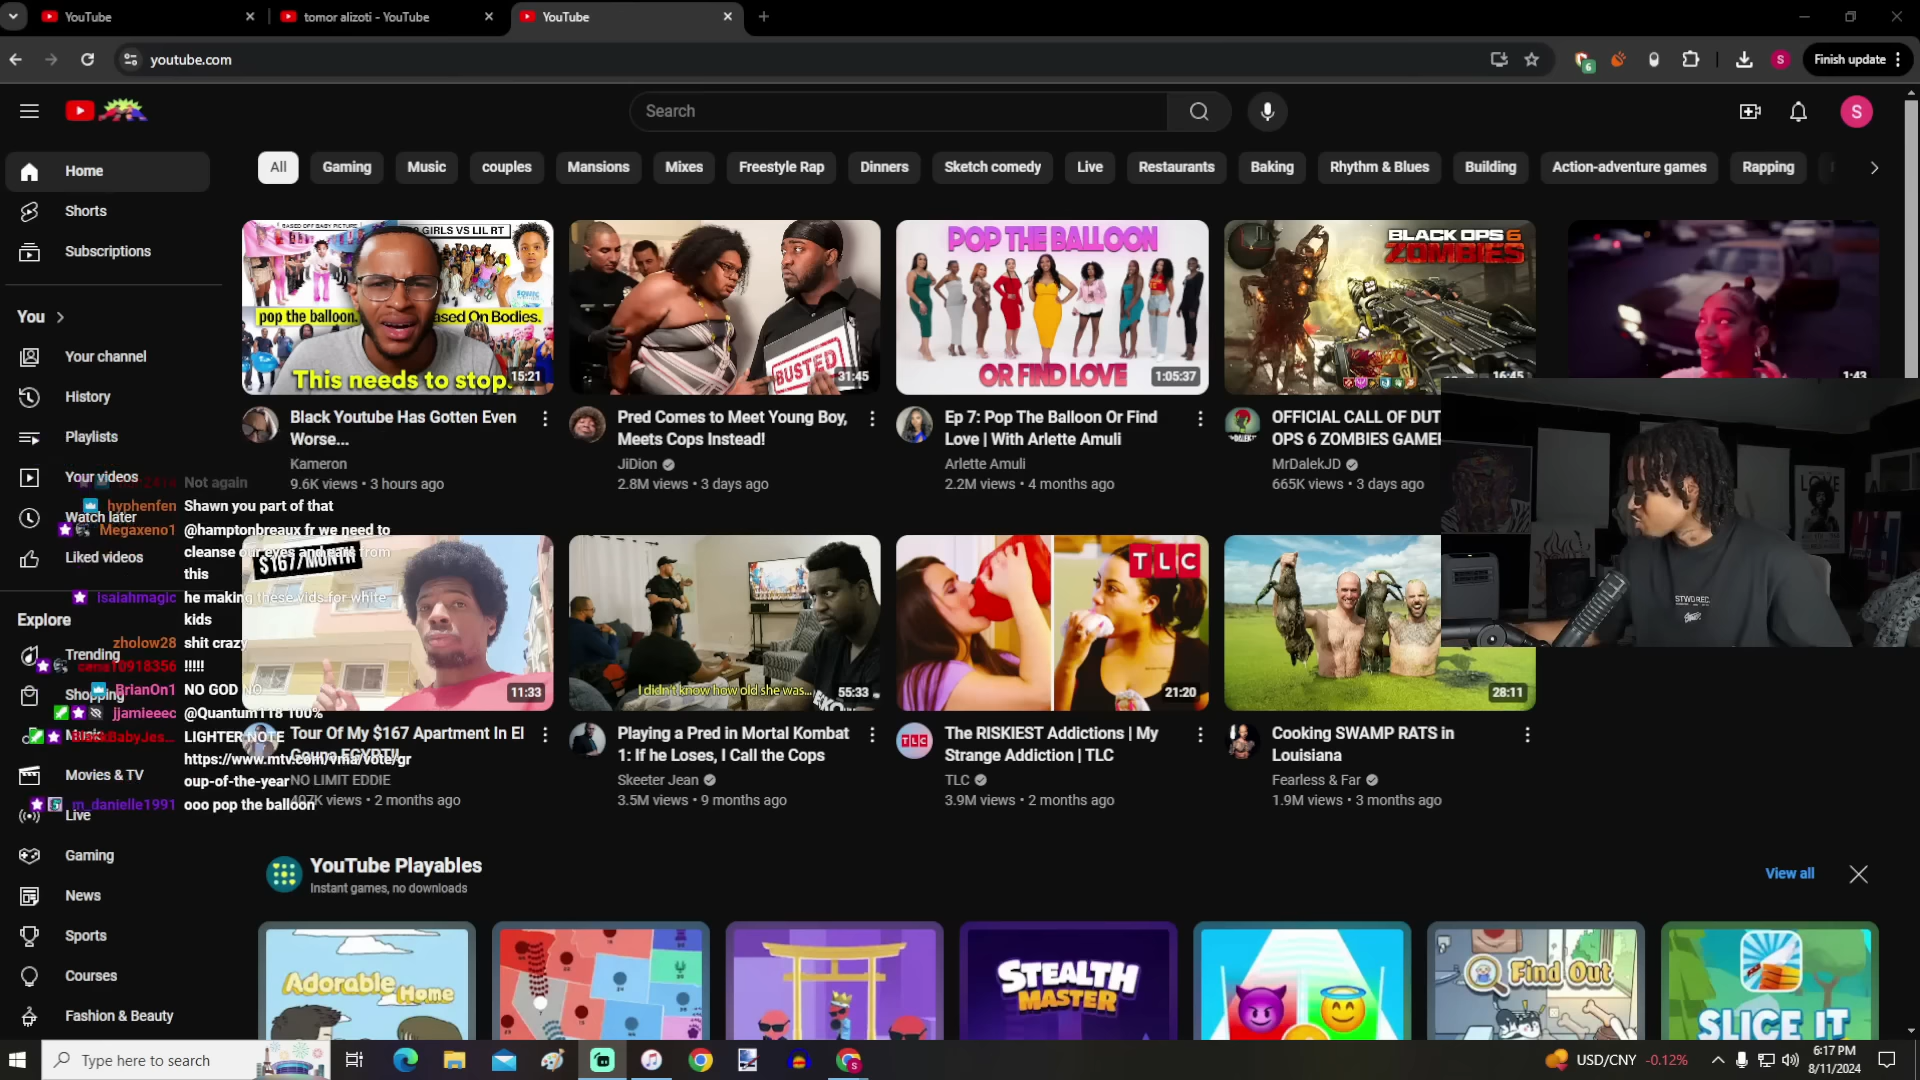 YouTube
tomor alizoti - YouTube
YouTube
youtube.com
6
S
Finish update
Search
S
Home
Shorts
Subscriptions
You
Your channel
History
Playlists
Your videos
Watch later
Liked videos
Explore
Trending
Shopping
Music
Movies & TV
Live
Gaming
News
Sports
Courses
Fashion & Beauty
All
Gaming
Music
couples
Mansions
Mixes
Freestyle Rap
Dinners
Sketch comedy
Live
Restaurants
Baking
Rhythm & Blues
Building
Action-adventure games
Rapping
BASED OFF BABY PICTURE
GIRLS VS LIL RT
pop the balloon.
ased On Bodies.
This needs to stop.
15:21
Black Youtube Has Gotten Even
Worse...
Kameron
9.6K views • 3 hours ago
BUSTED
31:45
Pred Comes to Meet Young Boy,
Meets Cops Instead!
JiDion
2.8M views • 3 days ago
POP THE BALLOON
OR FIND LOVE
1:05:37
Ep 7: Pop The Balloon Or Find
Love | With Arlette Amuli
Arlette Amuli
2.2M views • 4 months ago
BLACK OPS 6
ZOMBIES
16:45
OFFICIAL CALL OF DUT
OPS 6 ZOMBIES GAME
MrDalekJD
665K views • 3 days ago
1:43
LOVE
STWO REC.
Not again
hyphenfen Shawn you part of that
Megaxeno1 @hamptonbreaux fr we need to
cleanse our eyes and ears from
this
isaiahmagic he making these vids for white
kids
zholow28 shit crazy
cana10918356 !!!!!
BrianOn1 NO GOD NO
jjamieeec @Quantum118 100%
BlackBabyJes... LIGHTER NOTE
https://www.mtv.com/vma/vote/gr
oup-of-the-year
m_danielle1991 ooo pop the balloon
$167/MONTH
11:33
Tour Of My $167 Apartment In El
Gouna EGYPT!!
NO LIMIT EDDIE
407K views • 2 months ago
I didn't know how old she was...
55:33
Playing a Pred in Mortal Kombat
1: If he Loses, I Call the Cops
Skeeter Jean
3.5M views • 9 months ago
TLC
21:20
TLC
The RISKIEST Addictions | My
Strange Addiction | TLC
TLC
3.9M views • 2 months ago
28:11
Cooking SWAMP RATS in
Louisiana
Fearless & Far
1.9M views • 3 months ago
YouTube Playables
Instant games, no downloads
View all
Adorable Home
STEALTH
MASTER
Find Out
SLICE IT
Type here to search
USD/CNY -0.12%
6:17 PM
8/11/2024